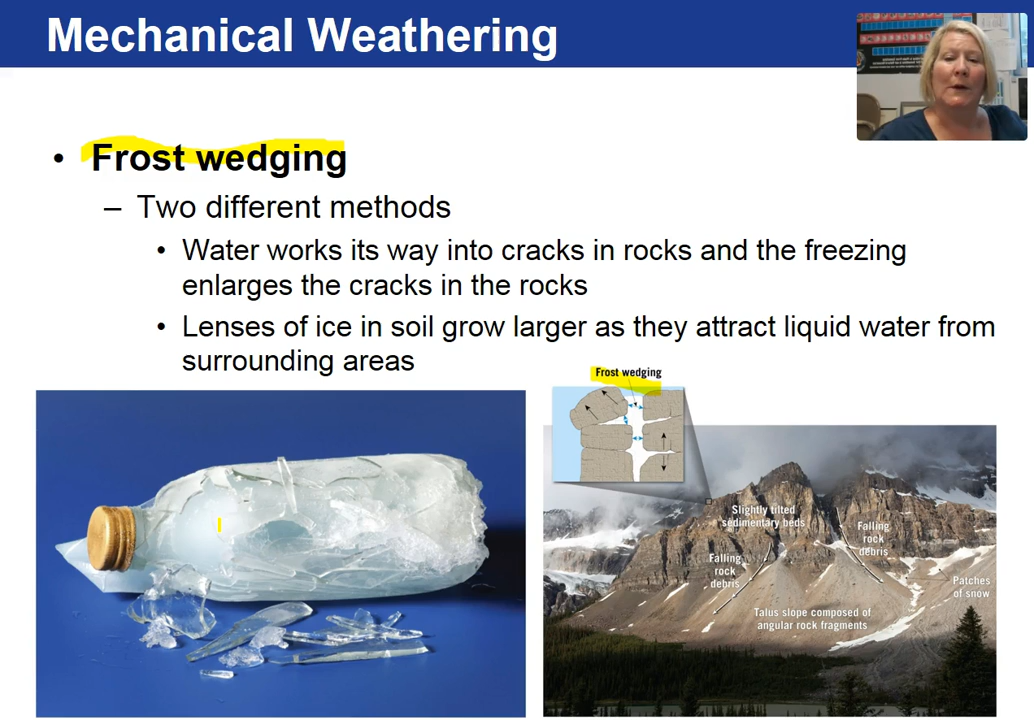 Mechanical Weathering
• Frost wedging
– Two different methods
• Water works its way into cracks in rocks and the freezing
enlarges the cracks in the rocks
• Lenses of ice in soil grow larger as they attract liquid water from
surrounding areas
Frost wedging
Slightly tilted
sedimentary beds
Falling
rock
debris
Falling
rock
debris
Patches
of snow
Talus slope composed of
angular rock fragments